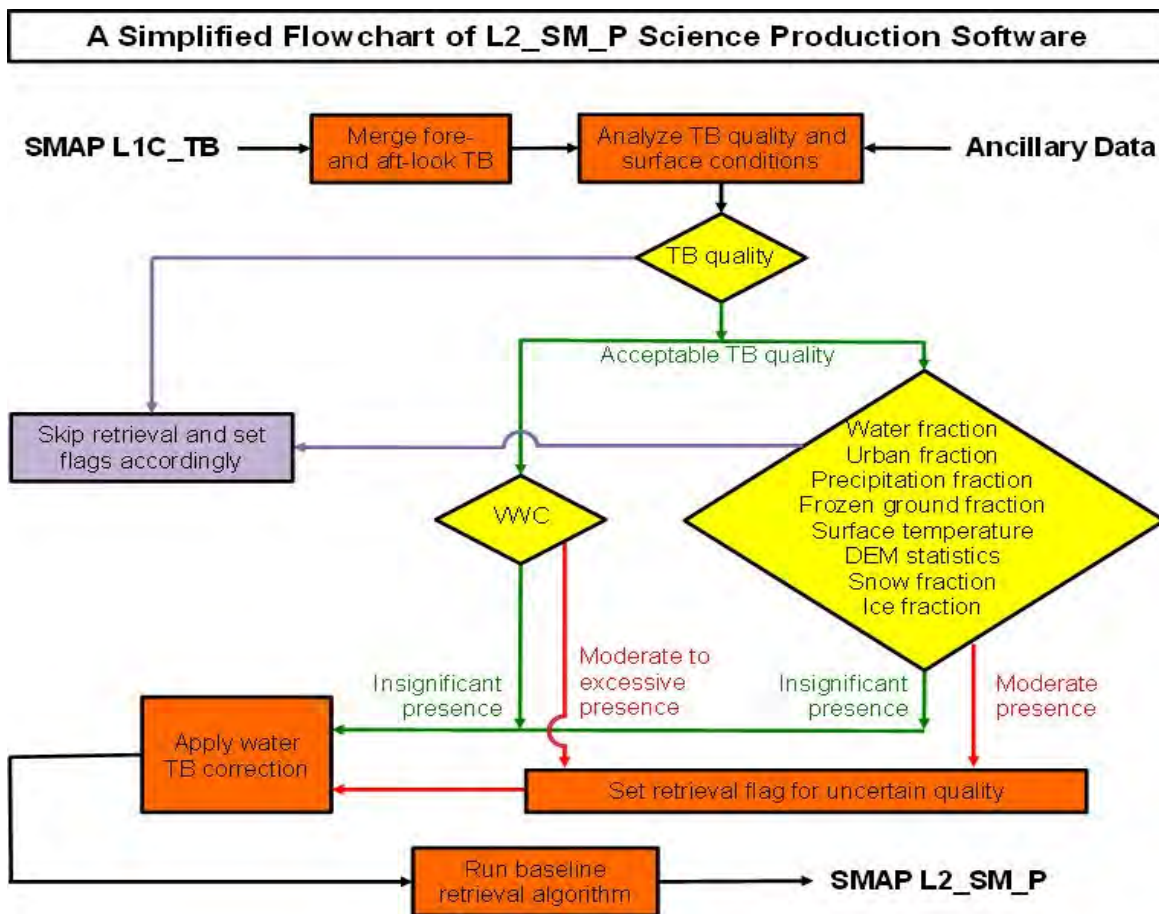 A Simplified Flowchart of L2_SM_P Science Production Software
SMAP L1C_TB
Merge fore-
and aft-look TB
Analyze TB quality and
surface conditions
Ancillary Data
TB quality
Acceptable TB quality
Skip retrieval and set
flags accordingly
Water fraction
Urban fraction
Precipitation fraction
Frozen ground fraction
Surface temperature
DEM statistics
Snow fraction
Ice fraction
VWC
Insignificant
presence
Moderate to
excessive
presence
Insignificant
presence
Moderate
presence
Apply water
TB correction
Set retrieval flag for uncertain quality
Run baseline
retrieval algorithm
SMAP L2_SM_P